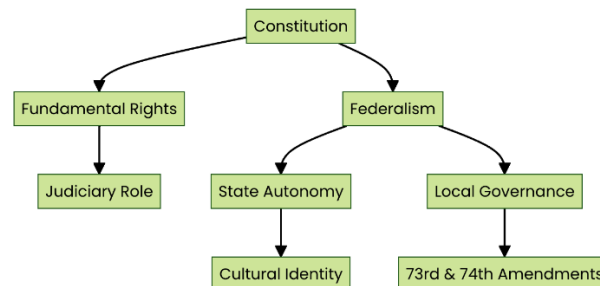 Constitution
Fundamental Rights
Federalism
Judiciary Role
State Autonomy
Local Governance
Cultural Identity
73rd & 74th Amendments